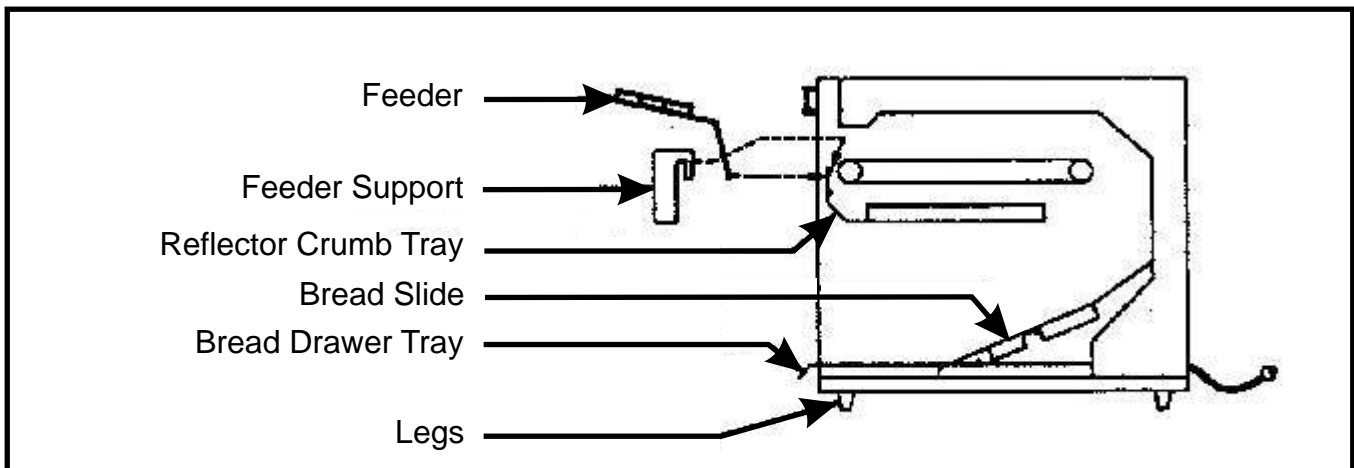 Feeder
Feeder Support
Reflector Crumb Tray
Bread Slide
Bread Drawer Tray
Legs